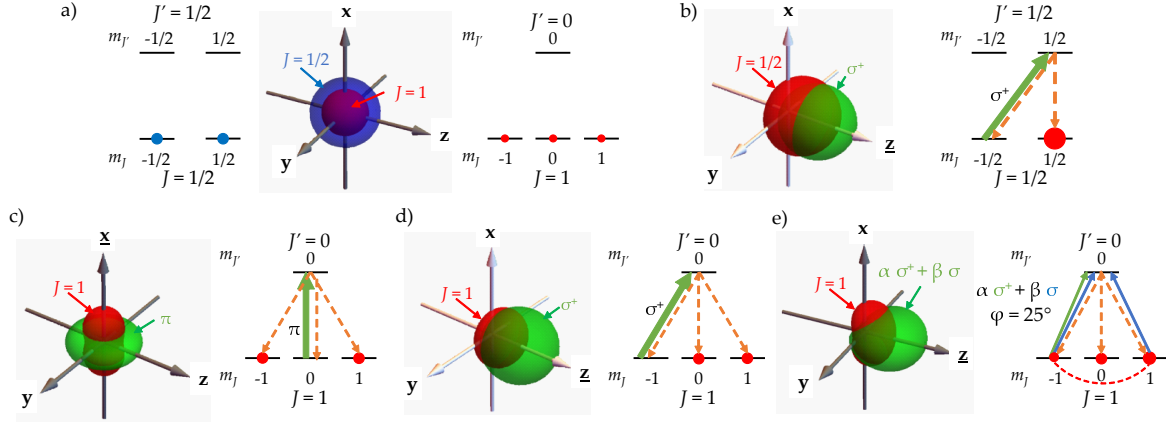 a)
J' = 1/2
m_J' -1/2 1/2
m_J -1/2 1/2
J = 1/2
x
J = 1/2
J = 1
z
y
J' = 0
0
m_J -1 0 1
J = 1
b)
x
J = 1/2
σ+
z
y
J' = 1/2
m_J' -1/2 1/2
σ+
m_J -1/2 1/2
J = 1/2
c)
x
J = 1
π
z
y
J' = 0
m_J' 0
π
m_J -1 0 1
J = 1
d)
x
J = 1
σ+
z
y
J' = 0
m_J' 0
σ+
m_J -1 0 1
J = 1
e)
x
α σ+ + β σ
J = 1
z
y
J' = 0
m_J' 0
α σ+ + β σ
φ = 25°
m_J -1 0 1
J = 1